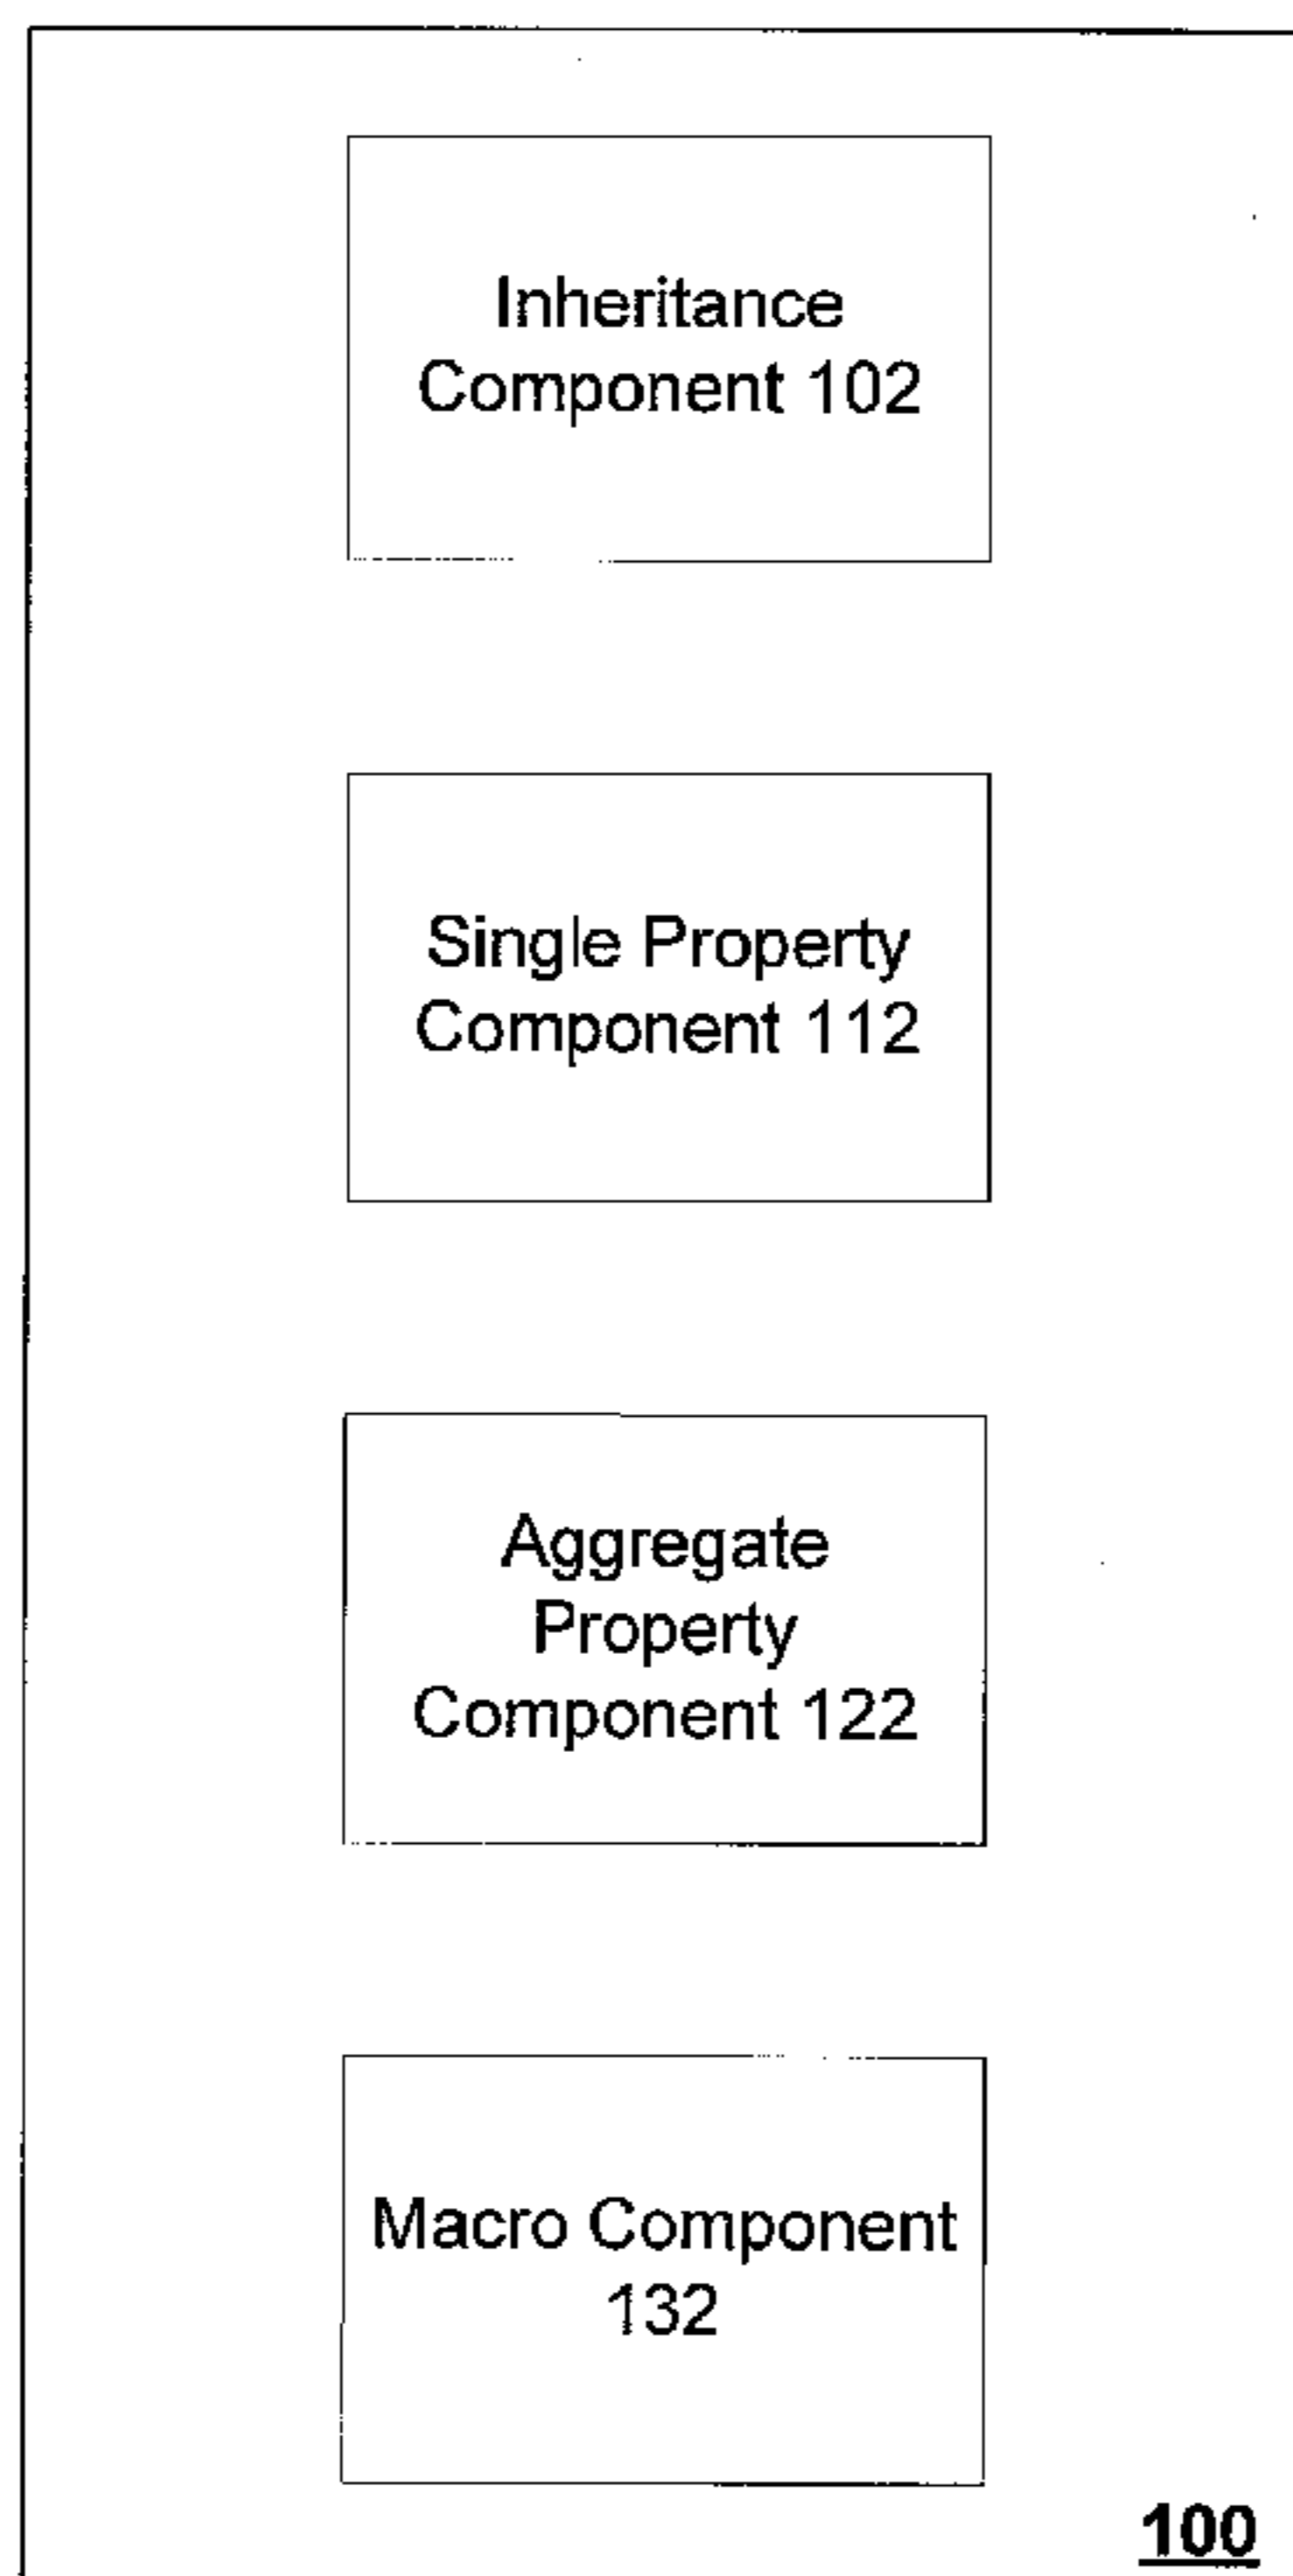 Inheritance
Component 102
Single Property
Component 112
Aggregate
Property
Component 122
Macro Component
132
100